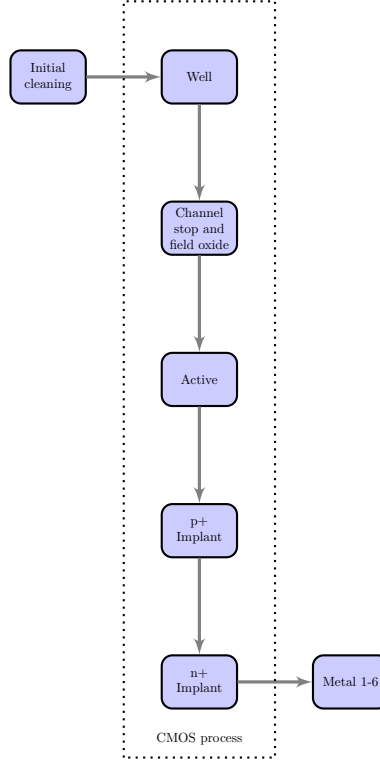 Initial
cleaning
Well
Channel
stop and
field oxide
Active
p+
Implant
n+
Implant
Metal 1-6
CMOS process